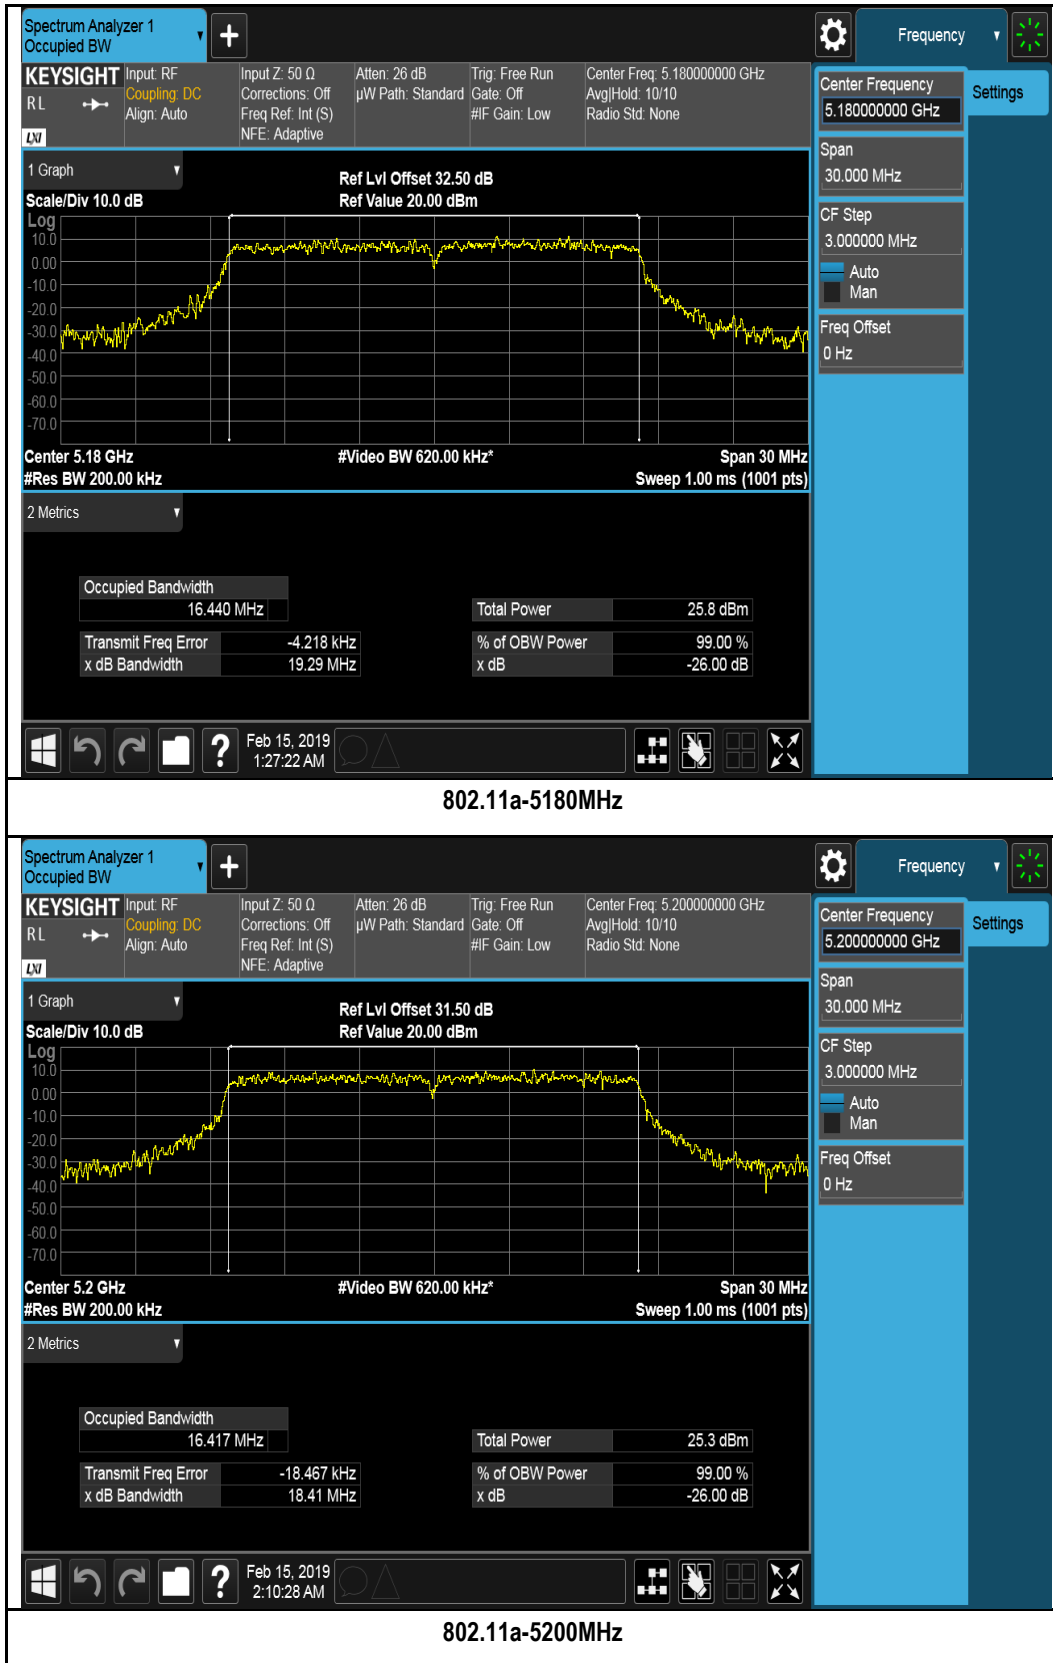 Spectrum Analyzer 1
Occupied BW
+
Frequency
KEYSIGHT
RL
LXI
Input: RF
Coupling: DC
Align: Auto
Input Z: 50 Ω
Corrections: Off
Freq Ref: Int (S)
NFE: Adaptive
Atten: 26 dB
µW Path: Standard
Trig: Free Run
Gate: Off
#IF Gain: Low
Center Freq: 5.180000000 GHz
Avg|Hold: 10/10
Radio Std: None
Center Frequency
5.180000000 GHz
Settings
Span
30.000 MHz
CF Step
3.000000 MHz
Auto
Man
Freq Offset
0 Hz
1 Graph
Scale/Div 10.0 dB
Ref Lvl Offset 32.50 dB
Ref Value 20.00 dBm
Log
10.0
0.00
-10.0
-20.0
-30.0
-40.0
-50.0
-60.0
-70.0
Center 5.18 GHz
#Video BW 620.00 kHz*
Span 30 MHz
#Res BW 200.00 kHz
Sweep 1.00 ms (1001 pts)
2 Metrics
Occupied Bandwidth
16.440 MHz
Total Power 25.8 dBm
Transmit Freq Error -4.218 kHz
% of OBW Power 99.00 %
x dB Bandwidth 19.29 MHz
x dB -26.00 dB
?
Feb 15, 2019
1:27:22 AM
802.11a-5180MHz
Spectrum Analyzer 1
Occupied BW
+
Frequency
KEYSIGHT
RL
LXI
Input: RF
Coupling: DC
Align: Auto
Input Z: 50 Ω
Corrections: Off
Freq Ref: Int (S)
NFE: Adaptive
Atten: 26 dB
µW Path: Standard
Trig: Free Run
Gate: Off
#IF Gain: Low
Center Freq: 5.200000000 GHz
Avg|Hold: 10/10
Radio Std: None
Center Frequency
5.200000000 GHz
Settings
Span
30.000 MHz
CF Step
3.000000 MHz
Auto
Man
Freq Offset
0 Hz
1 Graph
Scale/Div 10.0 dB
Ref Lvl Offset 31.50 dB
Ref Value 20.00 dBm
Log
10.0
0.00
-10.0
-20.0
-30.0
-40.0
-50.0
-60.0
-70.0
Center 5.2 GHz
#Video BW 620.00 kHz*
Span 30 MHz
#Res BW 200.00 kHz
Sweep 1.00 ms (1001 pts)
2 Metrics
Occupied Bandwidth
16.417 MHz
Total Power 25.3 dBm
Transmit Freq Error -18.467 kHz
% of OBW Power 99.00 %
x dB Bandwidth 18.41 MHz
x dB -26.00 dB
?
Feb 15, 2019
2:10:28 AM
802.11a-5200MHz